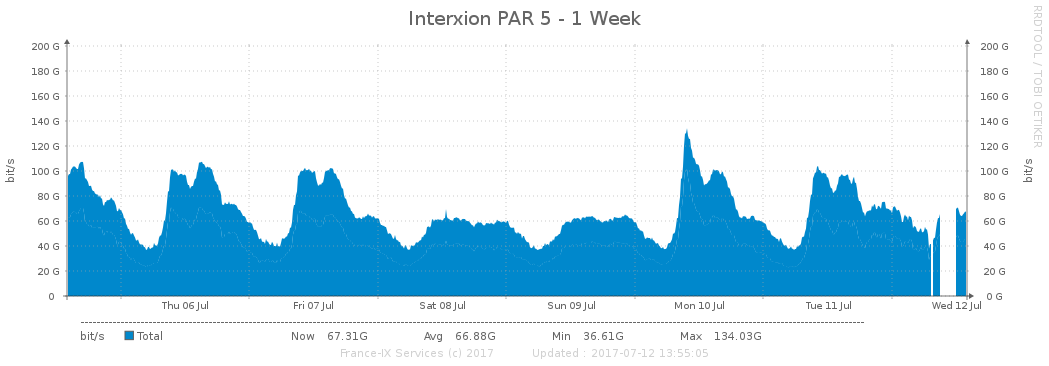 Interxion PAR 5 - 1 Week
RRDTOOL / TOBI OETIKER
bit/s
200 G 200 G
180 G 180 G
160 G 160 G
140 G 140 G
120 G 120 G
100 G 100 G
80 G 80 G
60 G 60 G
40 G 40 G
20 G 20 G
0 0 G
bit/s
Thu 06 Jul Fri 07 Jul Sat 08 Jul Sun 09 Jul Mon 10 Jul Tue 11 Jul Wed 12 Jul
bit/s Total Now 67.31G Avg 66.88G Min 36.61G Max 134.03G
France-IX Services (c) 2017 Updated : 2017-07-12 13:55:05